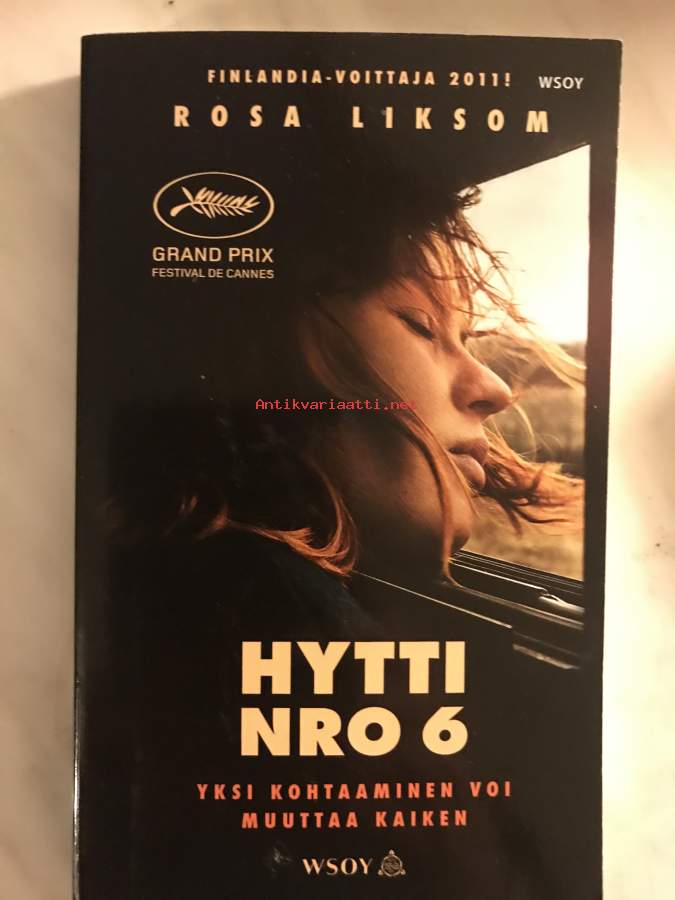 FINLANDIA-VOITTAJA 2011! WSOY
ROSA LIKSOM
GRAND PRIX
FESTIVAL DE CANNES
Antikvariaatti.net
HYTTI
NRO 6
YKSI KOHTAAMINEN VOI
MUUTTAA KAIKEN
WSOY